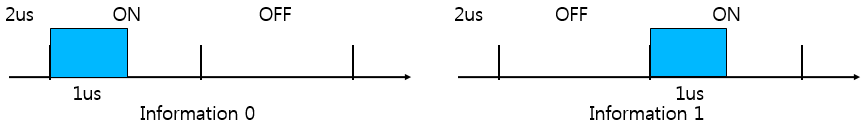 2us ON OFF
1us
Information 0
2us OFF ON
1us
Information 1